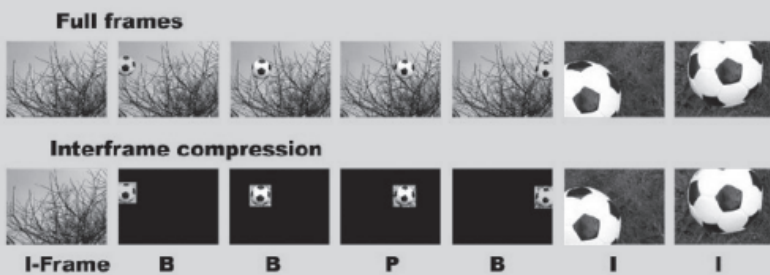 Full frames
Interframe compression
I-Frame B B P B I I